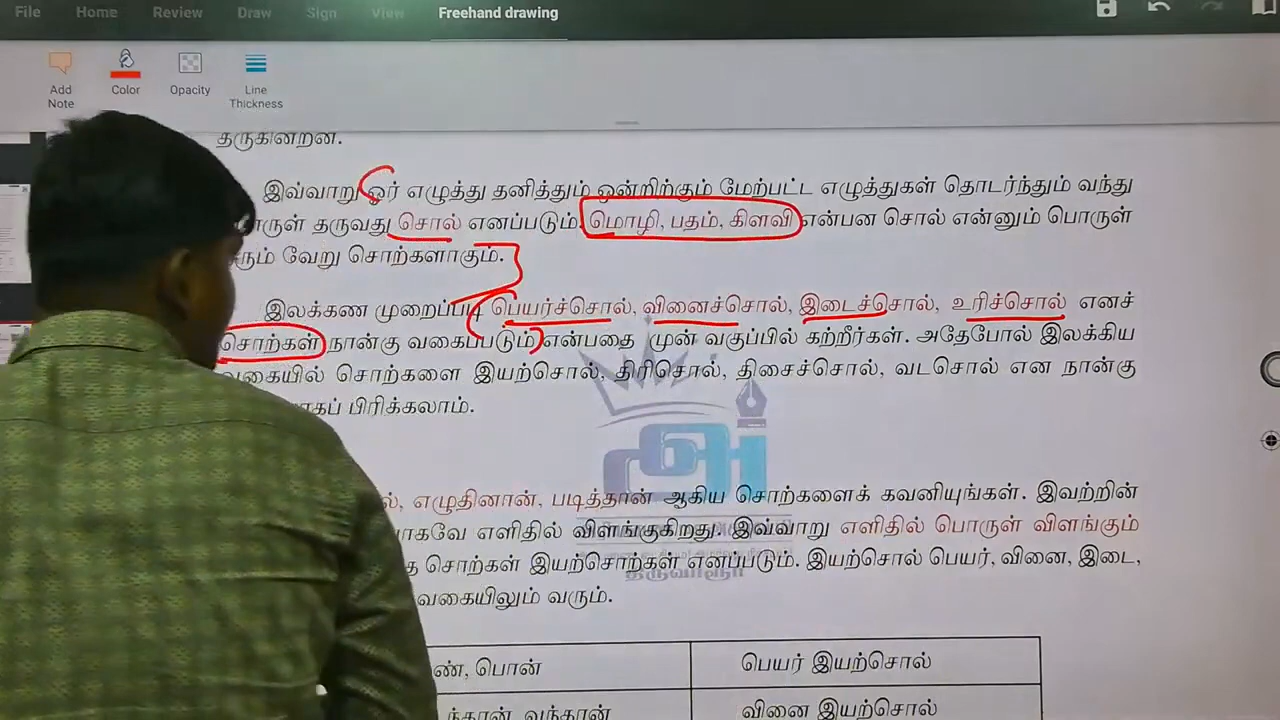 File Home Review Draw Sign View Freehand drawing
Add Note Color Opacity Line Thickness
தருகின்றன.
இவ்வாறு ஓர் எழுத்து தனித்தும் ஒன்றிற்கும் மேற்பட்ட எழுத்துகள் தொடர்ந்தும் வந்து
தருவது சொல் எனப்படும். மொழி, பதம், கிளவி என்பன சொல் என்னும் பொருள்
வேறு சொற்களாகும்.
இலக்கண முறைப்படி பெயர்ச்சொல், வினைச்சொல், இடைச்சொல், உரிச்சொல் எனச்
சொற்கள் நான்கு வகைப்படும் என்பதை முன் வகுப்பில் கற்றீர்கள். அதேபோல் இலக்கிய
வகையில் சொற்களை இயற்சொல், திரிசொல், திசைச்சொல், வடசொல் என நான்கு
பிரிக்கலாம்.
எழுதினான், படித்தான் ஆகிய சொற்களைக் கவனியுங்கள். இவற்றின்
எளிதில் விளங்குகிறது. இவ்வாறு எளிதில் பொருள் விளங்கும்
சொற்கள் இயற்சொற்கள் எனப்படும். இயற்சொல் பெயர், வினை, இடை,
வகையிலும் வரும்.
பொன் பெயர் இயற்சொல்
வந்தான் வினை இயற்சொல்